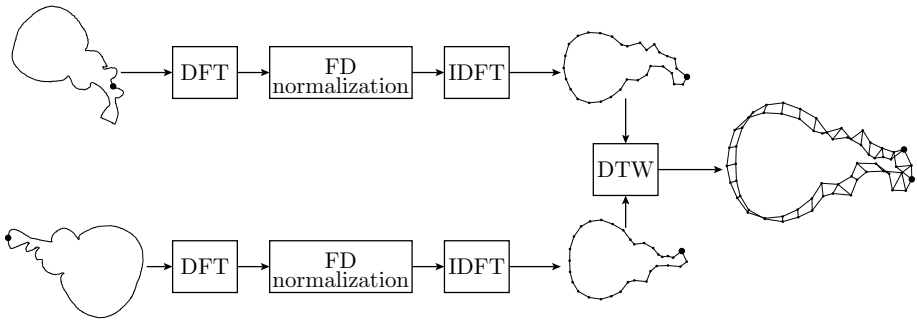 DFT
FD
normalization
IDFT
DTW
DFT
FD
normalization
IDFT